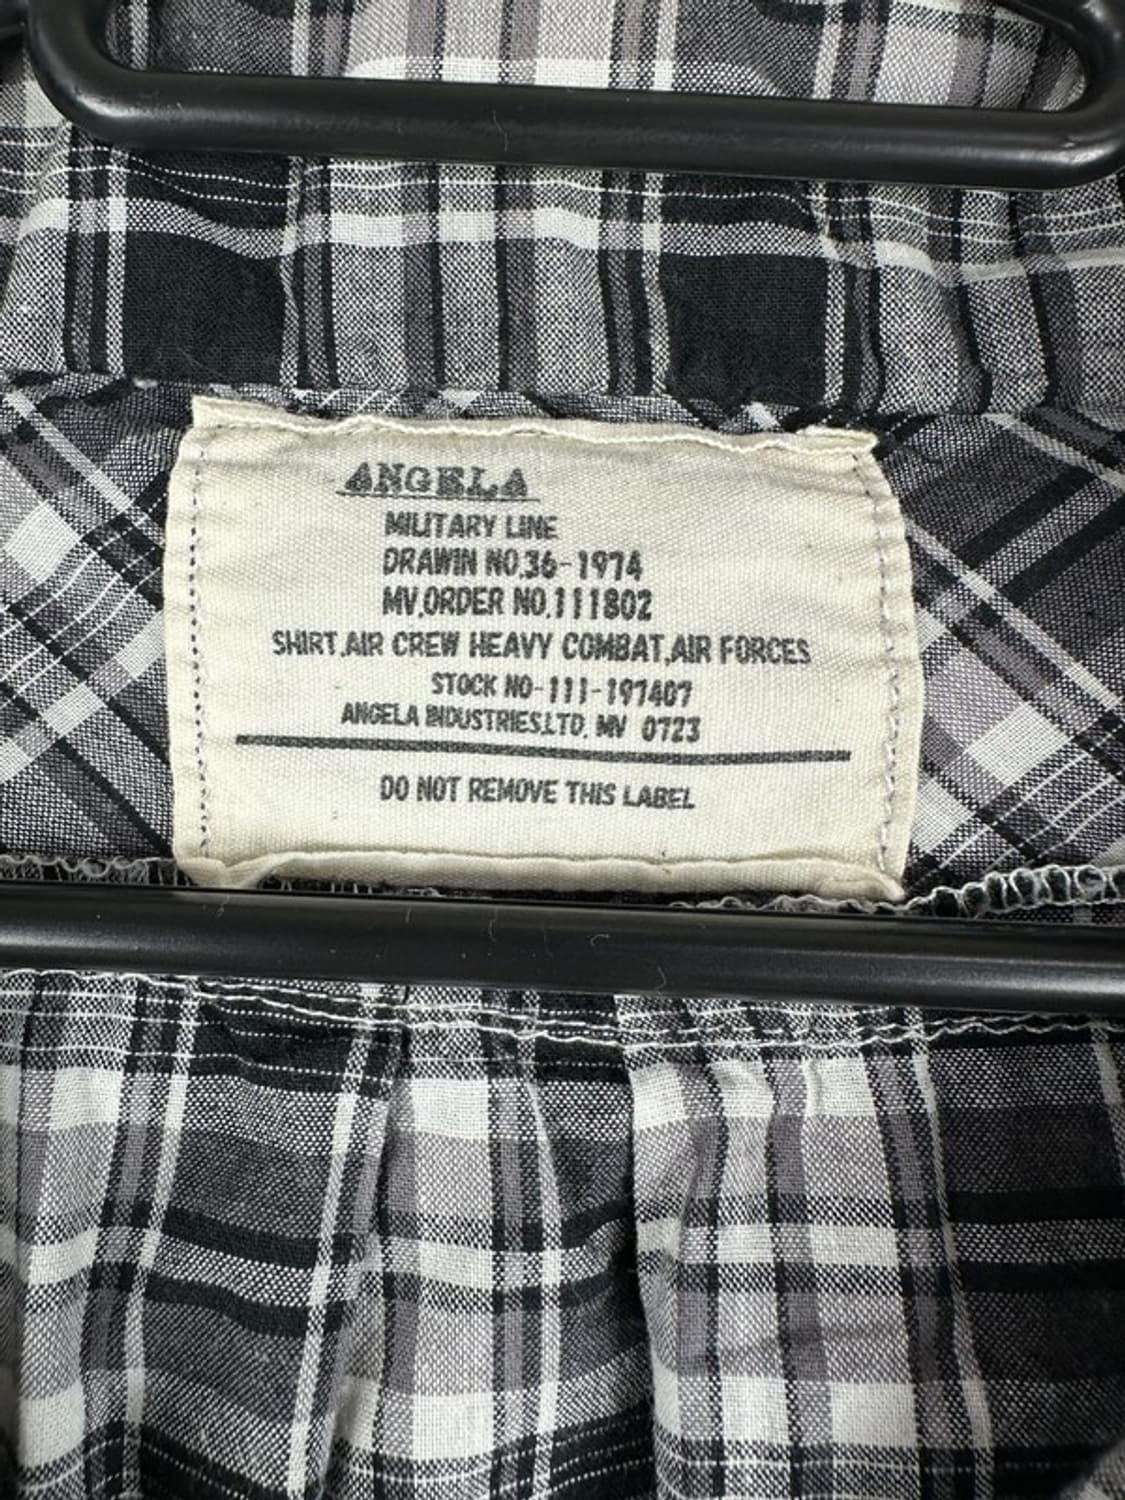 ANGELA
MILITARY LINE
DRAWIN NO.36-1974
MV.ORDER NO.111802
SHIRT.AIR CREW HEAVY COMBAT,AIR FORCES
STOCK NO-111-197407
ANGELA INDUSTRIES,LTD. MV 0723
DO NOT REMOVE THIS LABEL